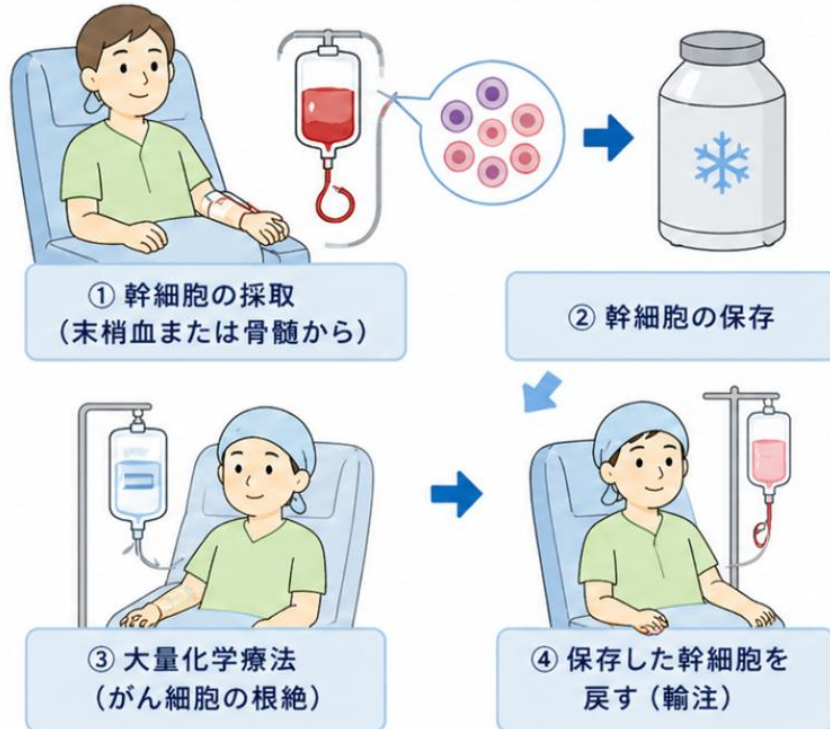 ① 幹細胞の採取
（末梢血または骨髄から）
② 幹細胞の保存
③ 大量化学療法
（がん細胞の根絶）
④ 保存した幹細胞を
戻す（輸注）